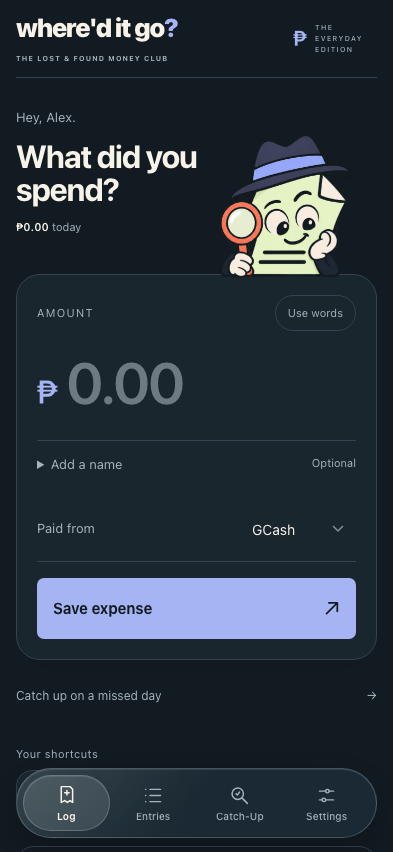 where'd it go?
THE LOST & FOUND MONEY CLUB
₱
THE
EVERYDAY
EDITION
Hey, Alex.
What did you
spend?
₱0.00 today
AMOUNT
Use words
₱ 0.00
Add a name
Optional
Paid from
GCash
Save expense
Catch up on a missed day
Your shortcuts
Log
Entries
Catch-Up
Settings